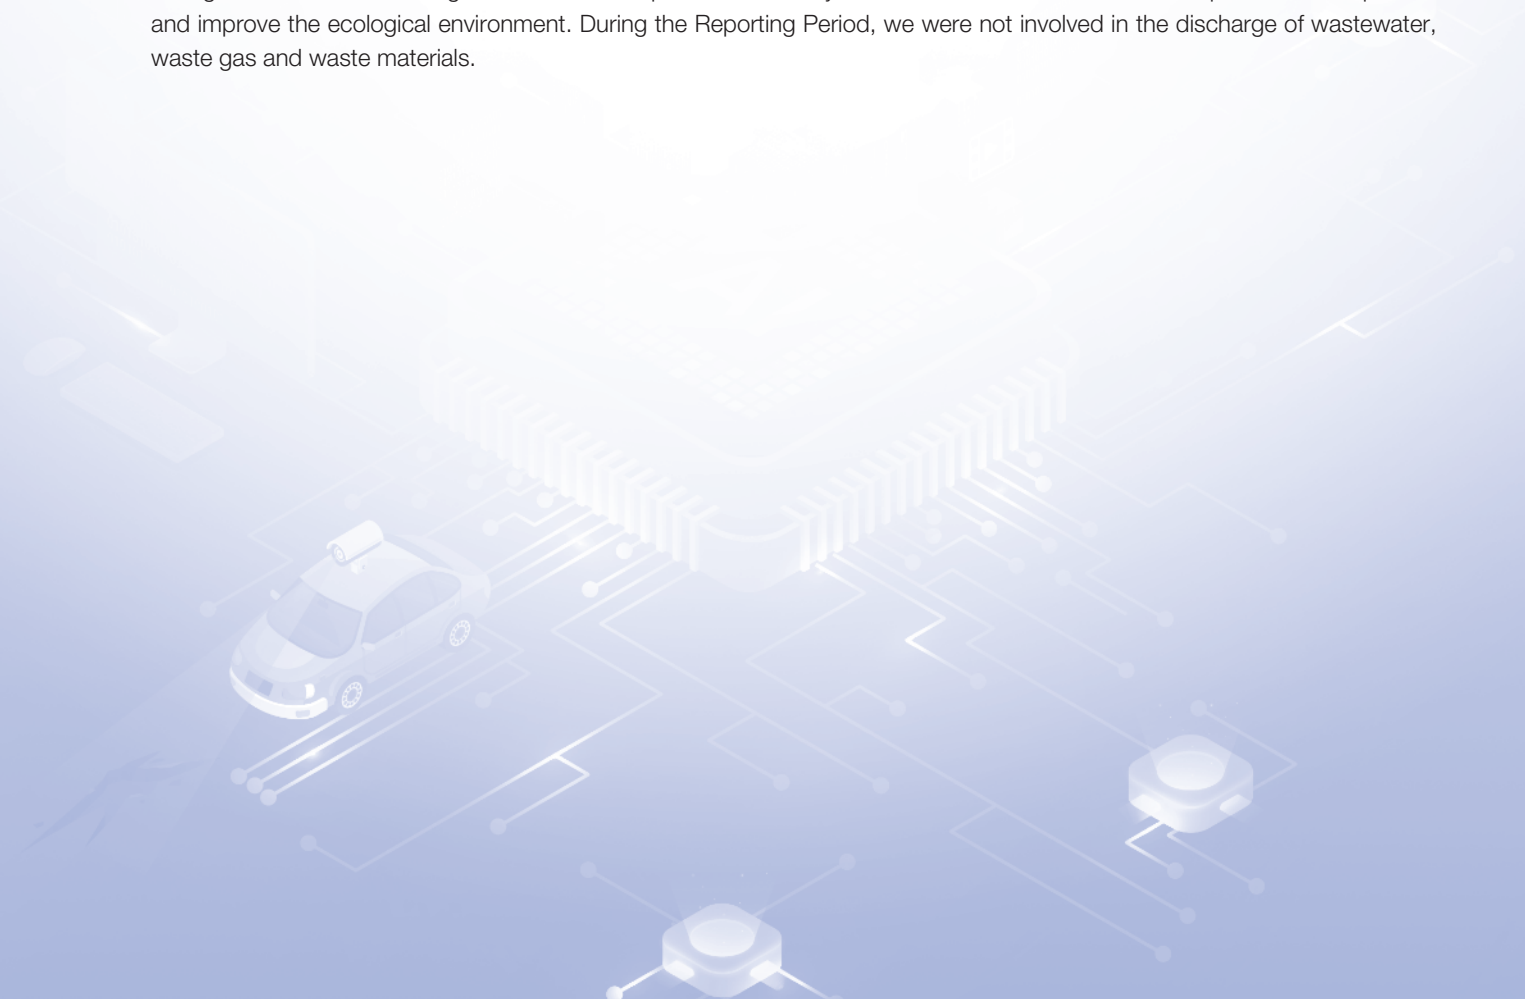 and improve the ecological environment. During the Reporting Period, we were not involved in the discharge of wastewater,
waste gas and waste materials.